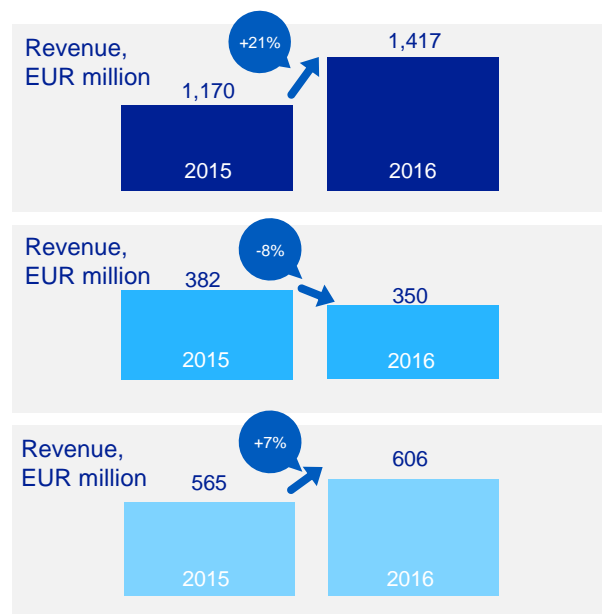 Revenue,
EUR million
+21%
1,170
1,417
2015
2016
Revenue,
EUR million
-8%
382
350
2015
2016
Revenue,
EUR million
+7%
565
606
2015
2016